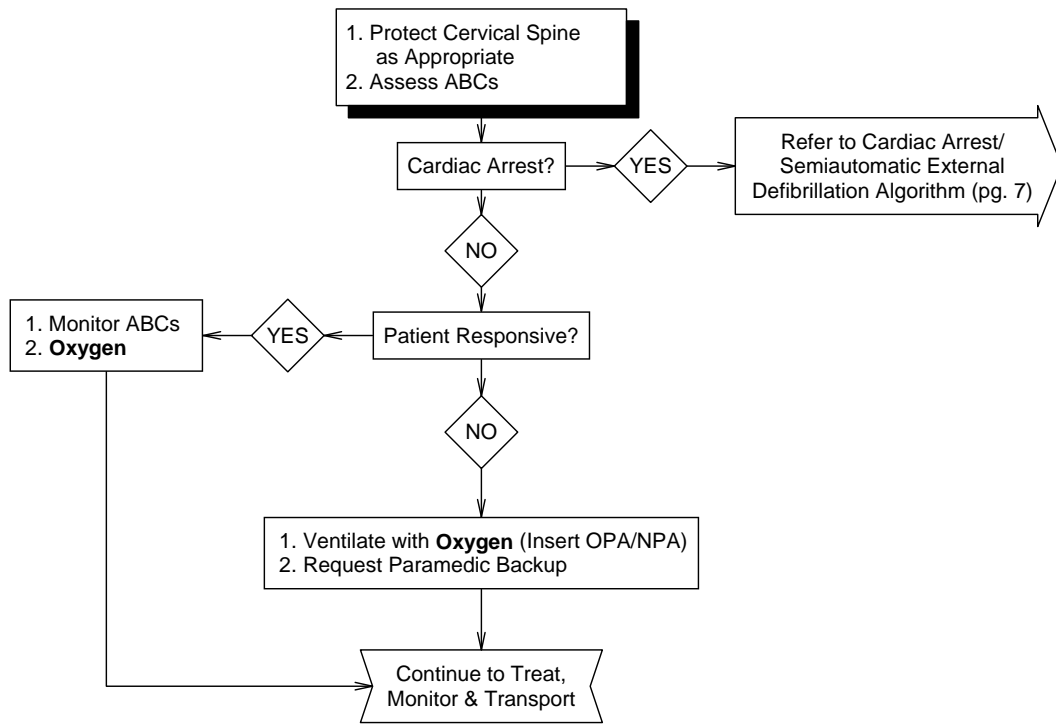 1. Protect Cervical Spine
as Appropriate
2. Assess ABCs
Cardiac Arrest?
YES
Refer to Cardiac Arrest/
Semiautomatic External
Defibrillation Algorithm (pg. 7)
NO
1. Monitor ABCs
2. Oxygen
YES
Patient Responsive?
NO
1. Ventilate with Oxygen (Insert OPA/NPA)
2. Request Paramedic Backup
Continue to Treat,
Monitor & Transport